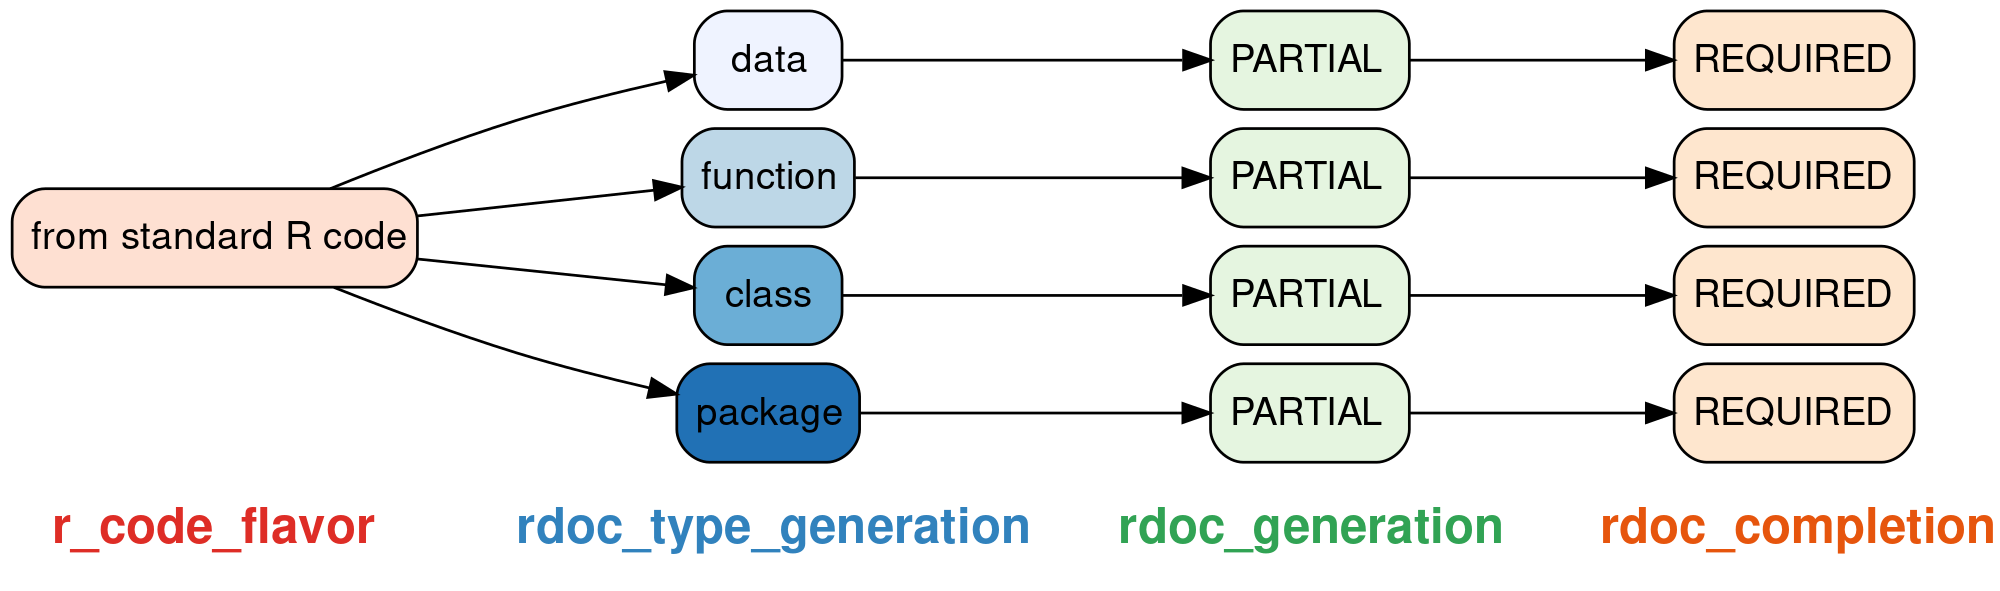 data
PARTIAL
REQUIRED
function
PARTIAL
REQUIRED
from standard R code
class
PARTIAL
REQUIRED
package
PARTIAL
REQUIRED
r_code_flavor
rdoc_type_generation
rdoc_generation
rdoc_completion